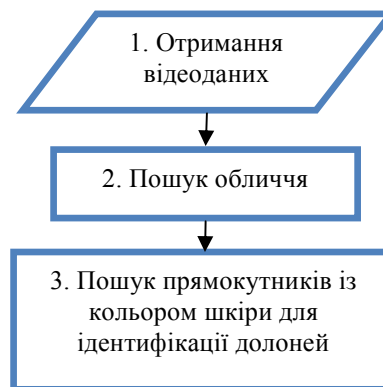 1. Отримання
відеоданих
2. Пошук обличчя
3. Пошук прямокутників із
кольором шкіри для
ідентифікації долоней